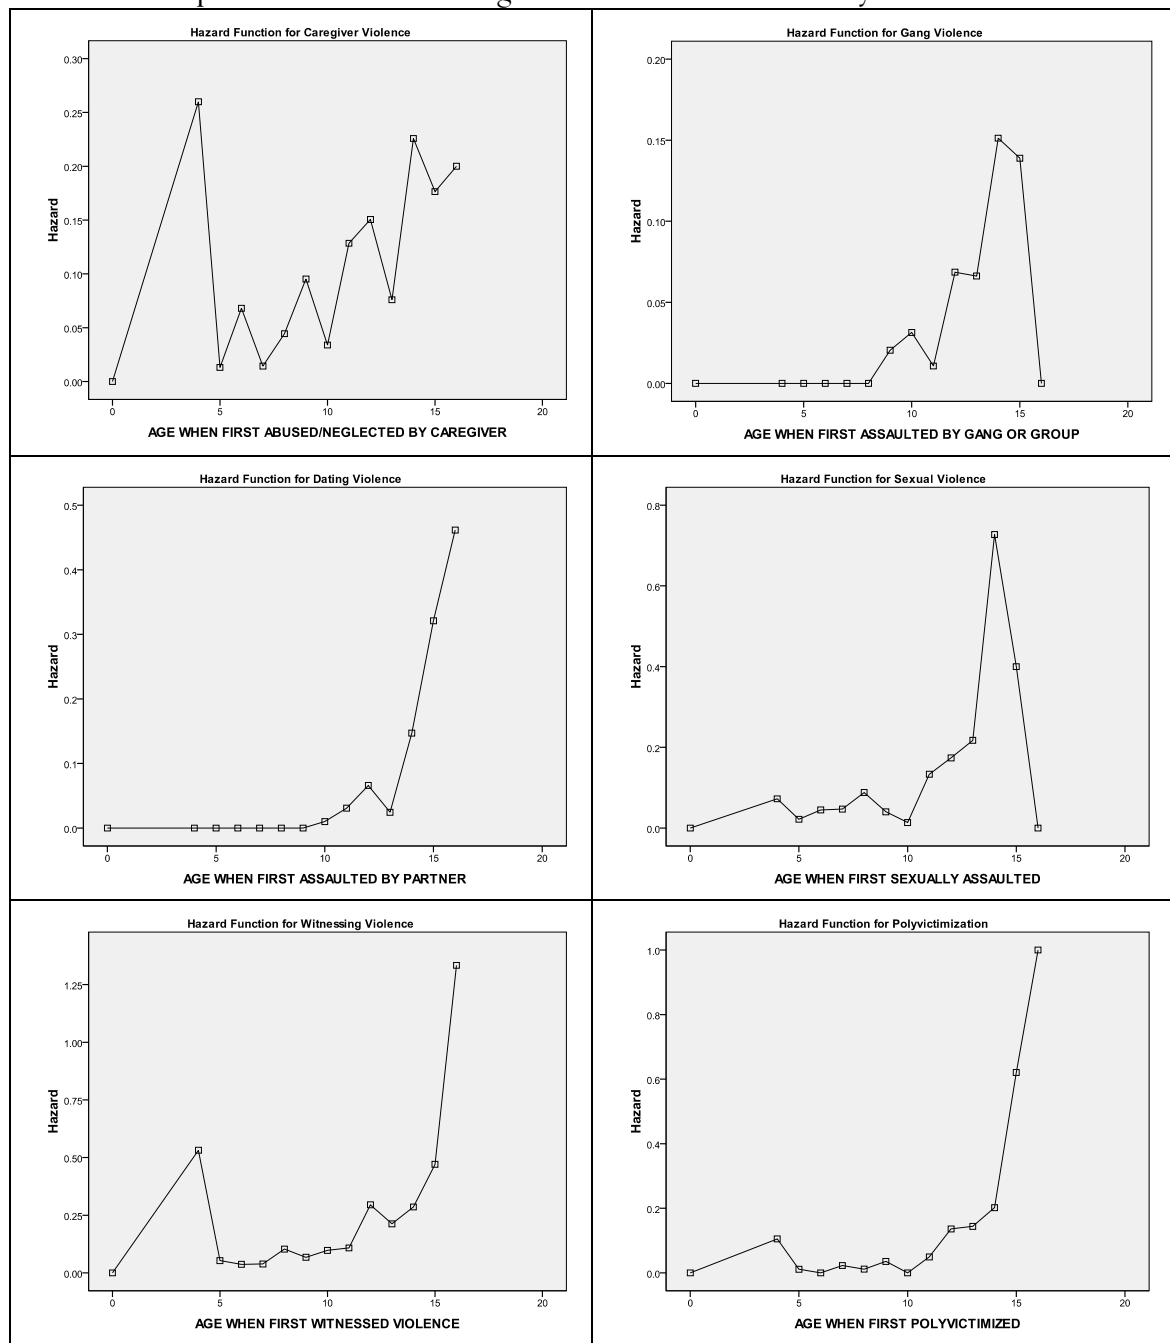 Hazard Function for Caregiver Violence
0.30
0.25
0.20
0.15
0.10
0.05
0.00
Hazard
0 5 10 15 20
AGE WHEN FIRST ABUSED/NEGLECTED BY CAREGIVER
Hazard Function for Gang Violence
0.20
0.15
0.10
0.05
0.00
Hazard
0 5 10 15 20
AGE WHEN FIRST ASSAULTED BY GANG OR GROUP
Hazard Function for Dating Violence
0.5
0.4
0.3
0.2
0.1
0.0
Hazard
0 5 10 15 20
AGE WHEN FIRST ASSAULTED BY PARTNER
Hazard Function for Sexual Violence
0.8
0.6
0.4
0.2
0.0
Hazard
0 5 10 15 20
AGE WHEN FIRST SEXUALLY ASSAULTED
Hazard Function for Witnessing Violence
1.25
1.00
0.75
0.50
0.25
0.00
Hazard
0 5 10 15 20
AGE WHEN FIRST WITNESSED VIOLENCE
Hazard Function for Polyvictimization
1.0
0.8
0.6
0.4
0.2
0.0
Hazard
0 5 10 15 20
AGE WHEN FIRST POLYVICTIMIZED